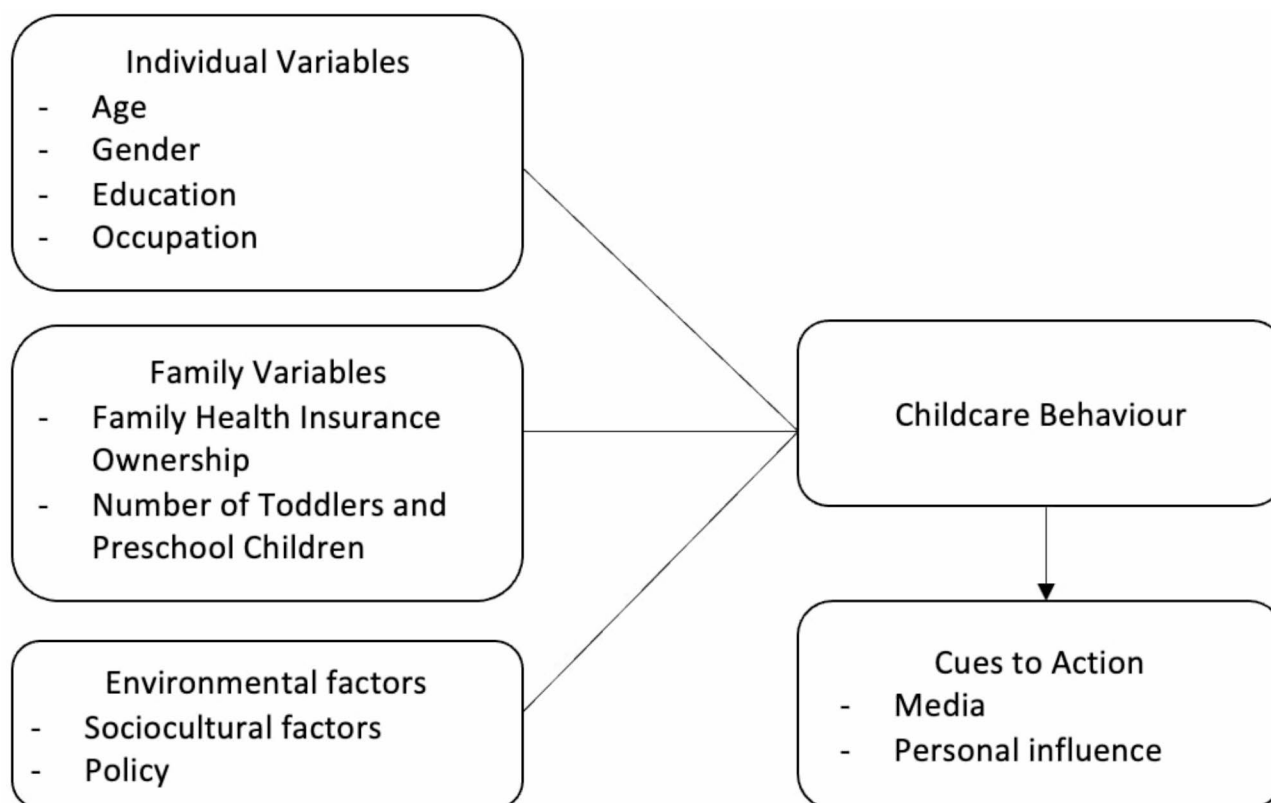 Individual Variables
- Age
- Gender
- Education
- Occupation
Family Variables
- Family Health Insurance
Ownership
- Number of Toddlers and
Preschool Children
Environmental factors
- Sociocultural factors
- Policy
Childcare Behaviour
Cues to Action
- Media
- Personal influence